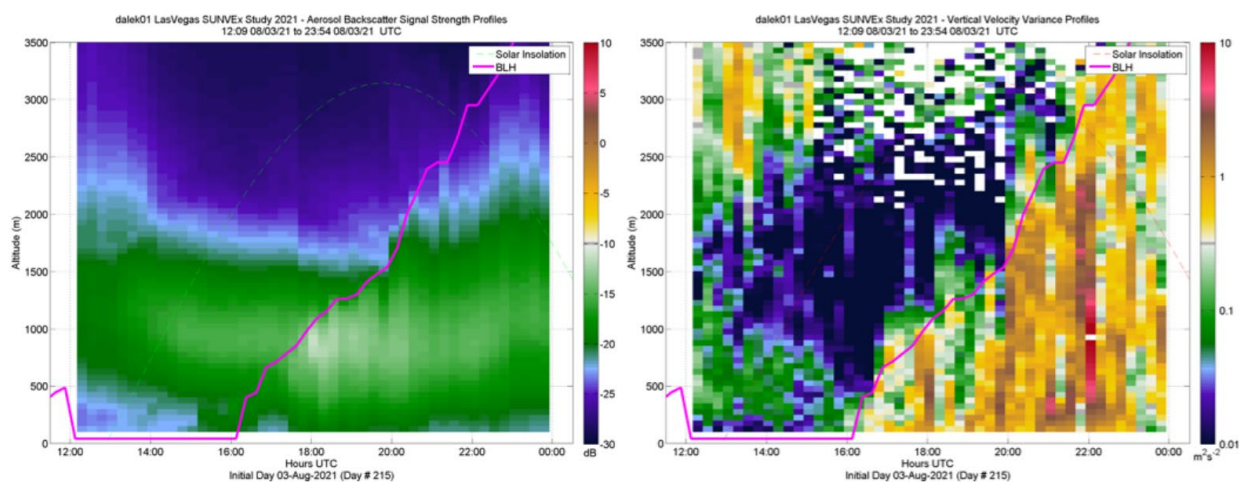 dalek01 LasVegas SUNVEx Study 2021 - Aerosol Backscatter Signal Strength Profiles
12:09 08/03/21 to 23:54 08/03/21 UTC
Solar Insolation
BLH
3500
3000
2500
2000
1500
1000
500
0
Altitude (m)
12:00 14:00 16:00 18:00 20:00 22:00 00:00
Hours UTC
Initial Day 03-Aug-2021 (Day # 215)
10
5
0
-5
-10
-15
-20
-25
-30
dB
dalek01 LasVegas SUNVEx Study 2021 - Vertical Velocity Variance Profiles
12:09 08/03/21 to 23:54 08/03/21 UTC
Solar Insolation
BLH
3500
3000
2500
2000
1500
1000
500
0
Altitude (m)
12:00 14:00 16:00 18:00 20:00 22:00 00:00
Hours UTC
Initial Day 03-Aug-2021 (Day # 215)
10
1
0.1
0.01
m²s⁻²